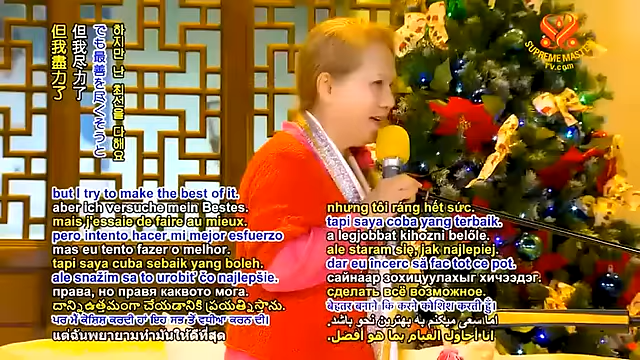 但我盡力了
但我尽力了
でも最善を尽くそうと
하지만 난 최선을 다해요
SUPREME MASTER
TV.com
but I try to make the best of it.
aber ich versuche mein Bestes.
mais j'essaie de faire au mieux.
pero intento hacer mi mejor esfuerzo
mas eu tento fazer o melhor.
tapi saya cuba sebaik yang boleh.
ale snažím sa to urobiť čo najlepšie.
права, но правя каквото мога.
దాన్ని ఉత్తమంగా చేయడానికి ప్రయత్నిస్తాను.
ਪਰ ਮੈਂ ਕੋਸ਼ਿਸ਼ ਕਰਦੀ ਹਾਂ ਇਹ ਸਭ ਤੋਂ ਵਧੀਆ ਕਰਨ ਦੀ।
แต่ฉันพยายามทำมันให้ดีที่สุด
nhưng tôi ráng hết sức.
tapi saya coba yang terbaik.
a legjobbat kihozni belőle.
ale staram się, jak najlepiej.
dar eu încerc să fac tot ce pot.
сайнаар зохицуулахыг хичээдэг.
сделать всё возможное.
बेहतर बनाने कि करने कोशिश करती हूँ।
اما سعی میکنم به بهترین نحو باشد.
انا أحاول القيام بما هو أفضل.